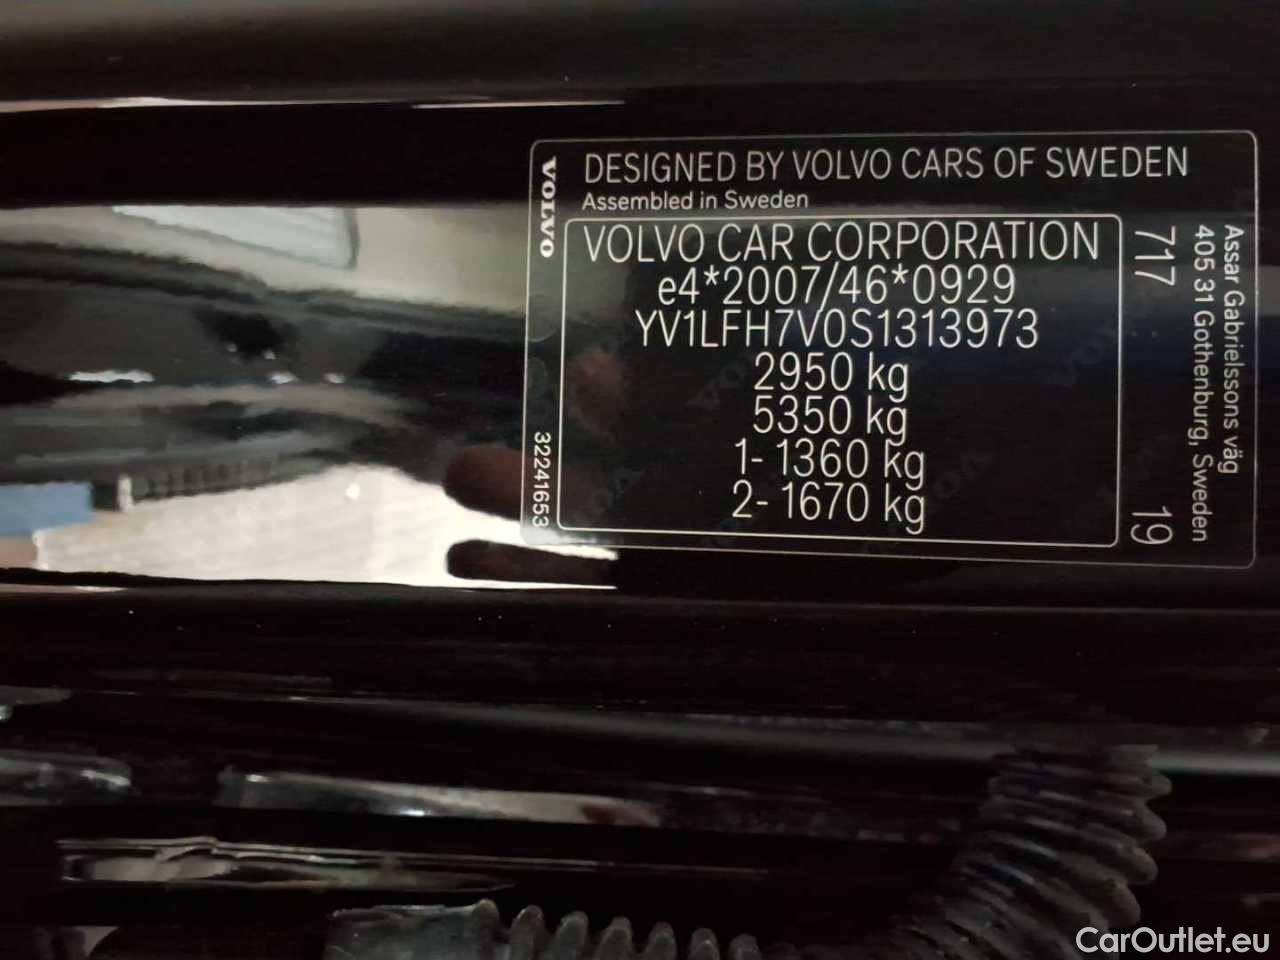 VOLVO
DESIGNED BY VOLVO CARS OF SWEDEN
Assembled in Sweden
VOLVO CAR CORPORATION
e4*2007/46*0929
YV1LFH7V0S1313973
2950 kg
5350 kg
1- 1360 kg
2- 1670 kg
32241653
717
19
Assar Gabrielssons väg
405 31 Gothenburg, Sweden
CarOutlet.eu